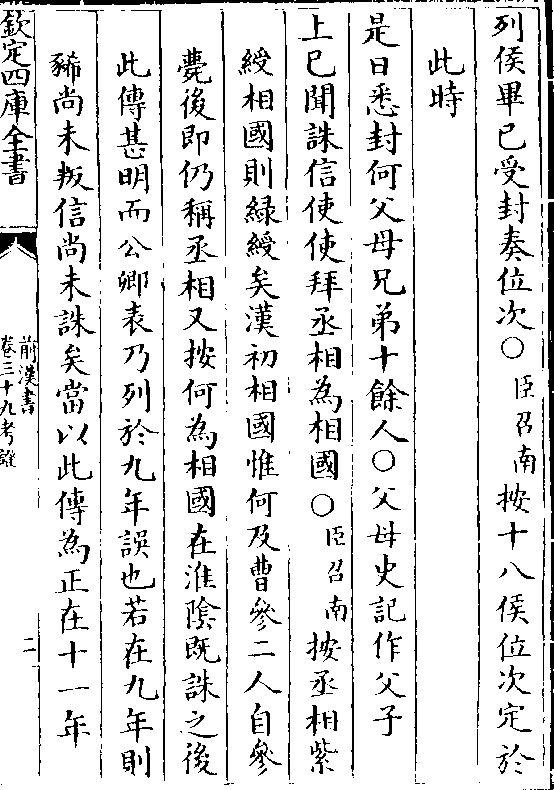 列侯畢已受封奏位次〇臣召南按十八侯位次定於
此時
是日悉封何父母兄弟十餘人〇父母史記作父子
上已聞誅信使使拜丞相為相國〇臣召南按丞相紫
綬相國則綠綬矣漢初相國惟何及曹參二人自參
薨後即仍稱丞相又按何為相國在淮陰既誅之後
此傳甚明而公卿表乃列於九年誤也若在九年則
豨尚未叛信尚未誅矣當以此傳為正在十一年
欽定四庫全書
前漢書
卷三十九考證
二